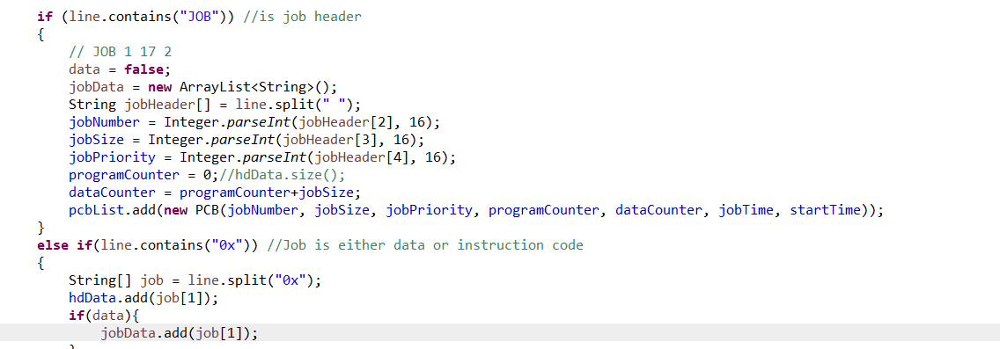 if (line.contains("JOB")) //is job header
{
// JOB 1 17 2
data = false;
jobData = new ArrayList<String>();
String jobHeader[] = line.split(" ");
jobNumber = Integer.parseInt(jobHeader[2], 16);
jobSize = Integer.parseInt(jobHeader[3], 16);
jobPriority = Integer.parseInt(jobHeader[4], 16);
programCounter = 0;//hdData.size();
dataCounter = programCounter+jobSize;
pcbList.add(new PCB(jobNumber, jobSize, jobPriority, programCounter, dataCounter, jobTime, startTime));
}
else if(line.contains("0x")) //Job is either data or instruction code
{
String[] job = line.split("0x");
hdData.add(job[1]);
if(data){
jobData.add(job[1]);
}